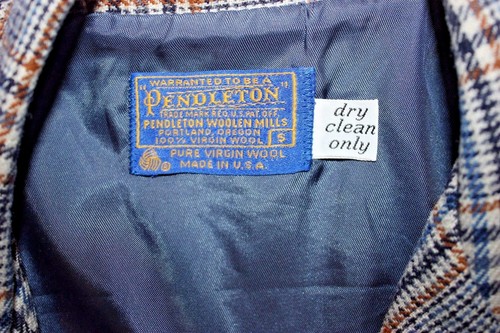 "WARRANTED TO BE A
PENDLETON"
TRADE MARK REG. U.S. PAT. OFF.
PENDLETON WOOLEN MILLS
PORTLAND, OREGON
100% VIRGIN WOOL S
PURE VIRGIN WOOL
MADE IN U.S.A.
dry
clean
only